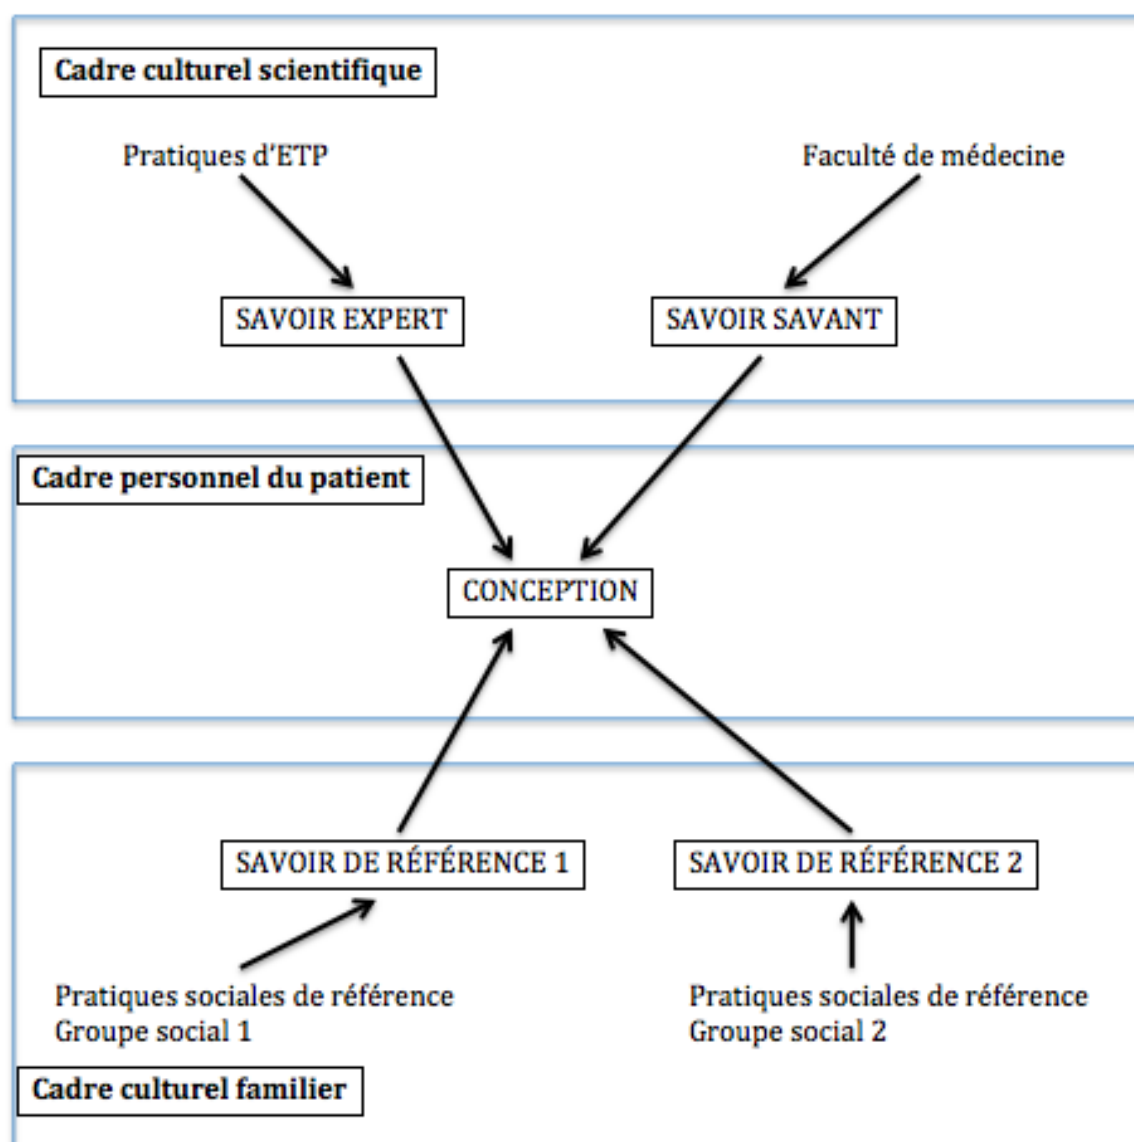 Cadre culturel scientifique
Pratiques d'ETP
Faculté de médecine
SAVOIR EXPERT
SAVOIR SAVANT
Cadre personnel du patient
CONCEPTION
SAVOIR DE RÉFÉRENCE 1
SAVOIR DE RÉFÉRENCE 2
Pratiques sociales de référence
Groupe social 1
Pratiques sociales de référence
Groupe social 2
Cadre culturel familier